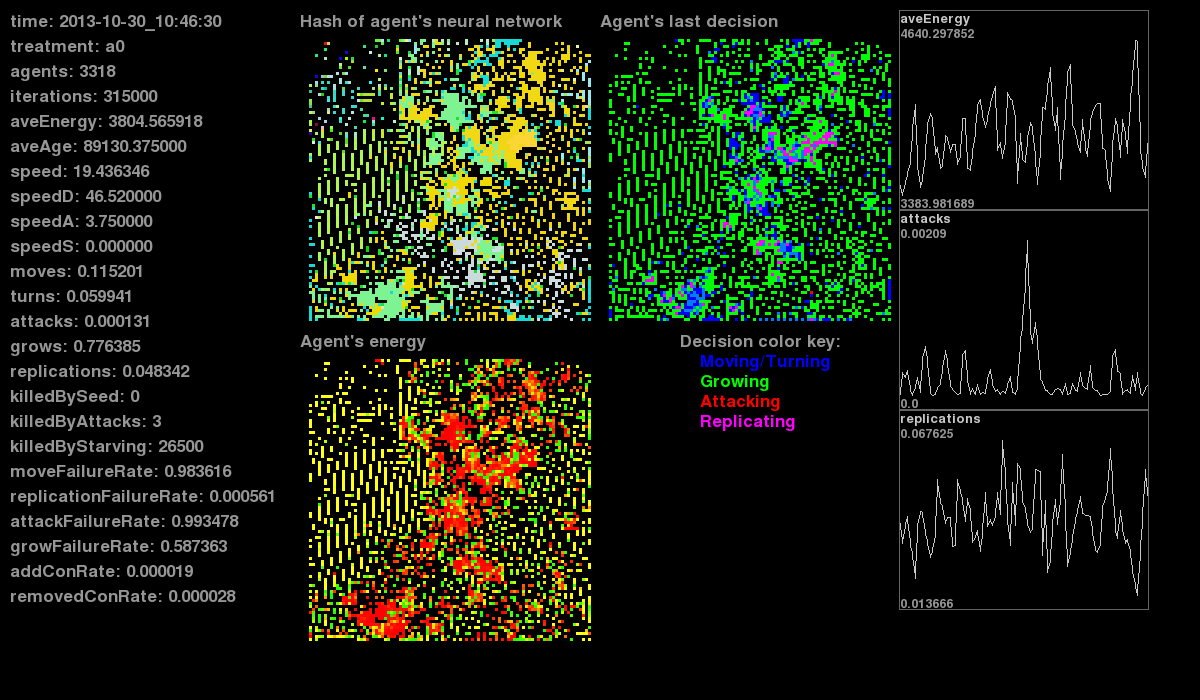 time: 2013-10-30_10:46:30
treatment: a0
agents: 3318
iterations: 315000
aveEnergy: 3804.565918
aveAge: 89130.375000
speed: 19.436346
speedD: 46.520000
speedA: 3.750000
speedS: 0.000000
moves: 0.115201
turns: 0.059941
attacks: 0.000131
grows: 0.776385
replications: 0.048342
killedBySeed: 0
killedByAttacks: 3
killedByStarving: 26500
moveFailureRate: 0.983616
replicationFailureRate: 0.000561
attackFailureRate: 0.993478
growFailureRate: 0.587363
addConRate: 0.000019
removedConRate: 0.000028
Hash of agent's neural network
Agent's last decision
Agent's energy
Decision color key:
Moving/Turning
Growing
Attacking
Replicating
aveEnergy
4640.297852
3383.981689
attacks
0.00209
0.0
replications
0.067625
0.013666